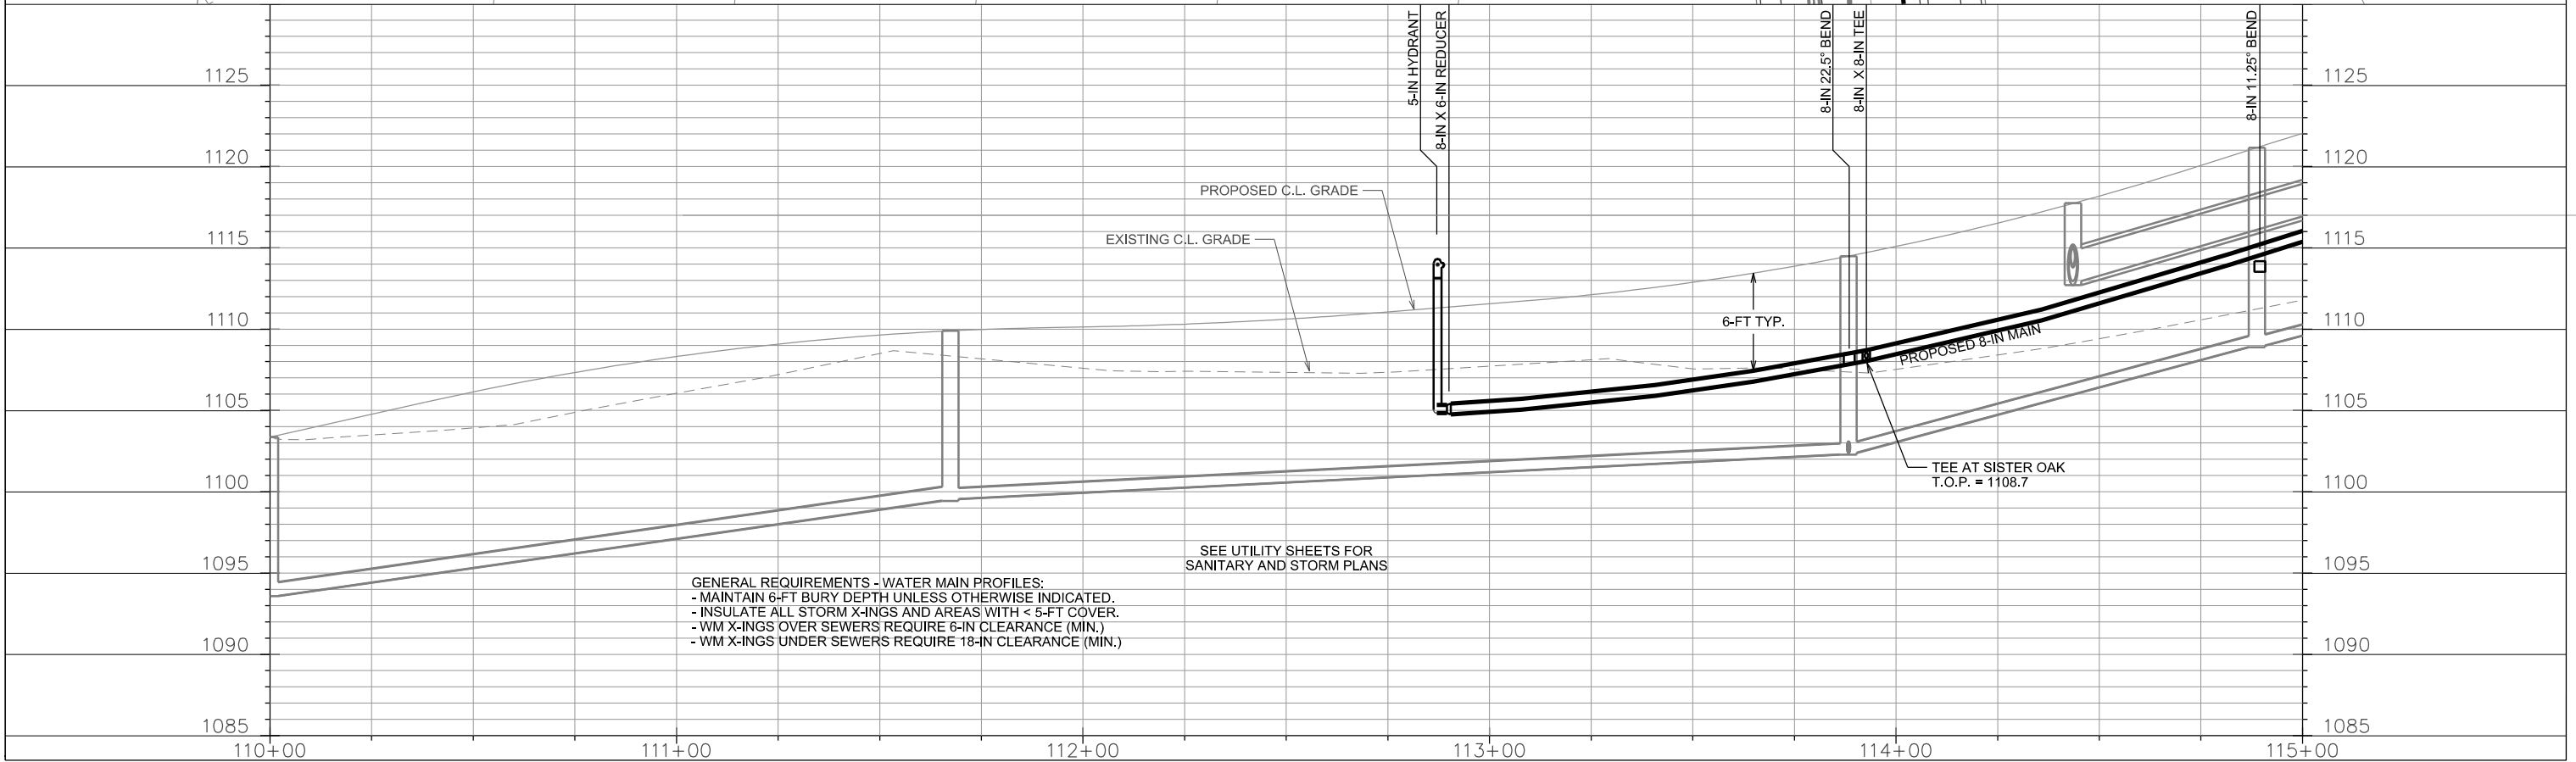 5-IN HYDRANT
8-IN X 6-IN REDUCER
8-IN 22.5° BEND
8-IN X 8-IN TEE
8-IN 11.25° BEND
1125
1125
1120
1120
PROPOSED C.L. GRADE
EXISTING C.L. GRADE
1115
1115
6-FT TYP.
1110
1110
PROPOSED 8-IN MAIN
1105
1105
TEE AT SISTER OAK
T.O.P. = 1108.7
1100
1100
SEE UTILITY SHEETS FOR
SANITARY AND STORM PLANS
1095
1095
GENERAL REQUIREMENTS - WATER MAIN PROFILES:
- MAINTAIN 6-FT BURY DEPTH UNLESS OTHERWISE INDICATED.
- INSULATE ALL STORM X-INGS AND AREAS WITH < 5-FT COVER.
- WM X-INGS OVER SEWERS REQUIRE 6-IN CLEARANCE (MIN.)
- WM X-INGS UNDER SEWERS REQUIRE 18-IN CLEARANCE (MIN.)
1090
1090
1085
1085
110+00
111+00
112+00
113+00
114+00
115+00